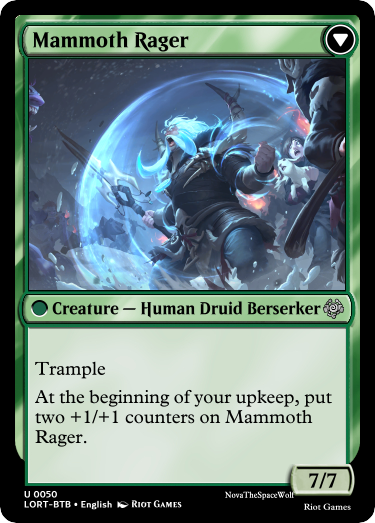 Mammoth Rager
Creature — Human Druid Berserker
Trample
At the beginning of your upkeep, put
two +1/+1 counters on Mammoth
Rager.
7/7
U 0050
LORT-BTB • English Riot Games
NovaTheSpaceWolf
Riot Games